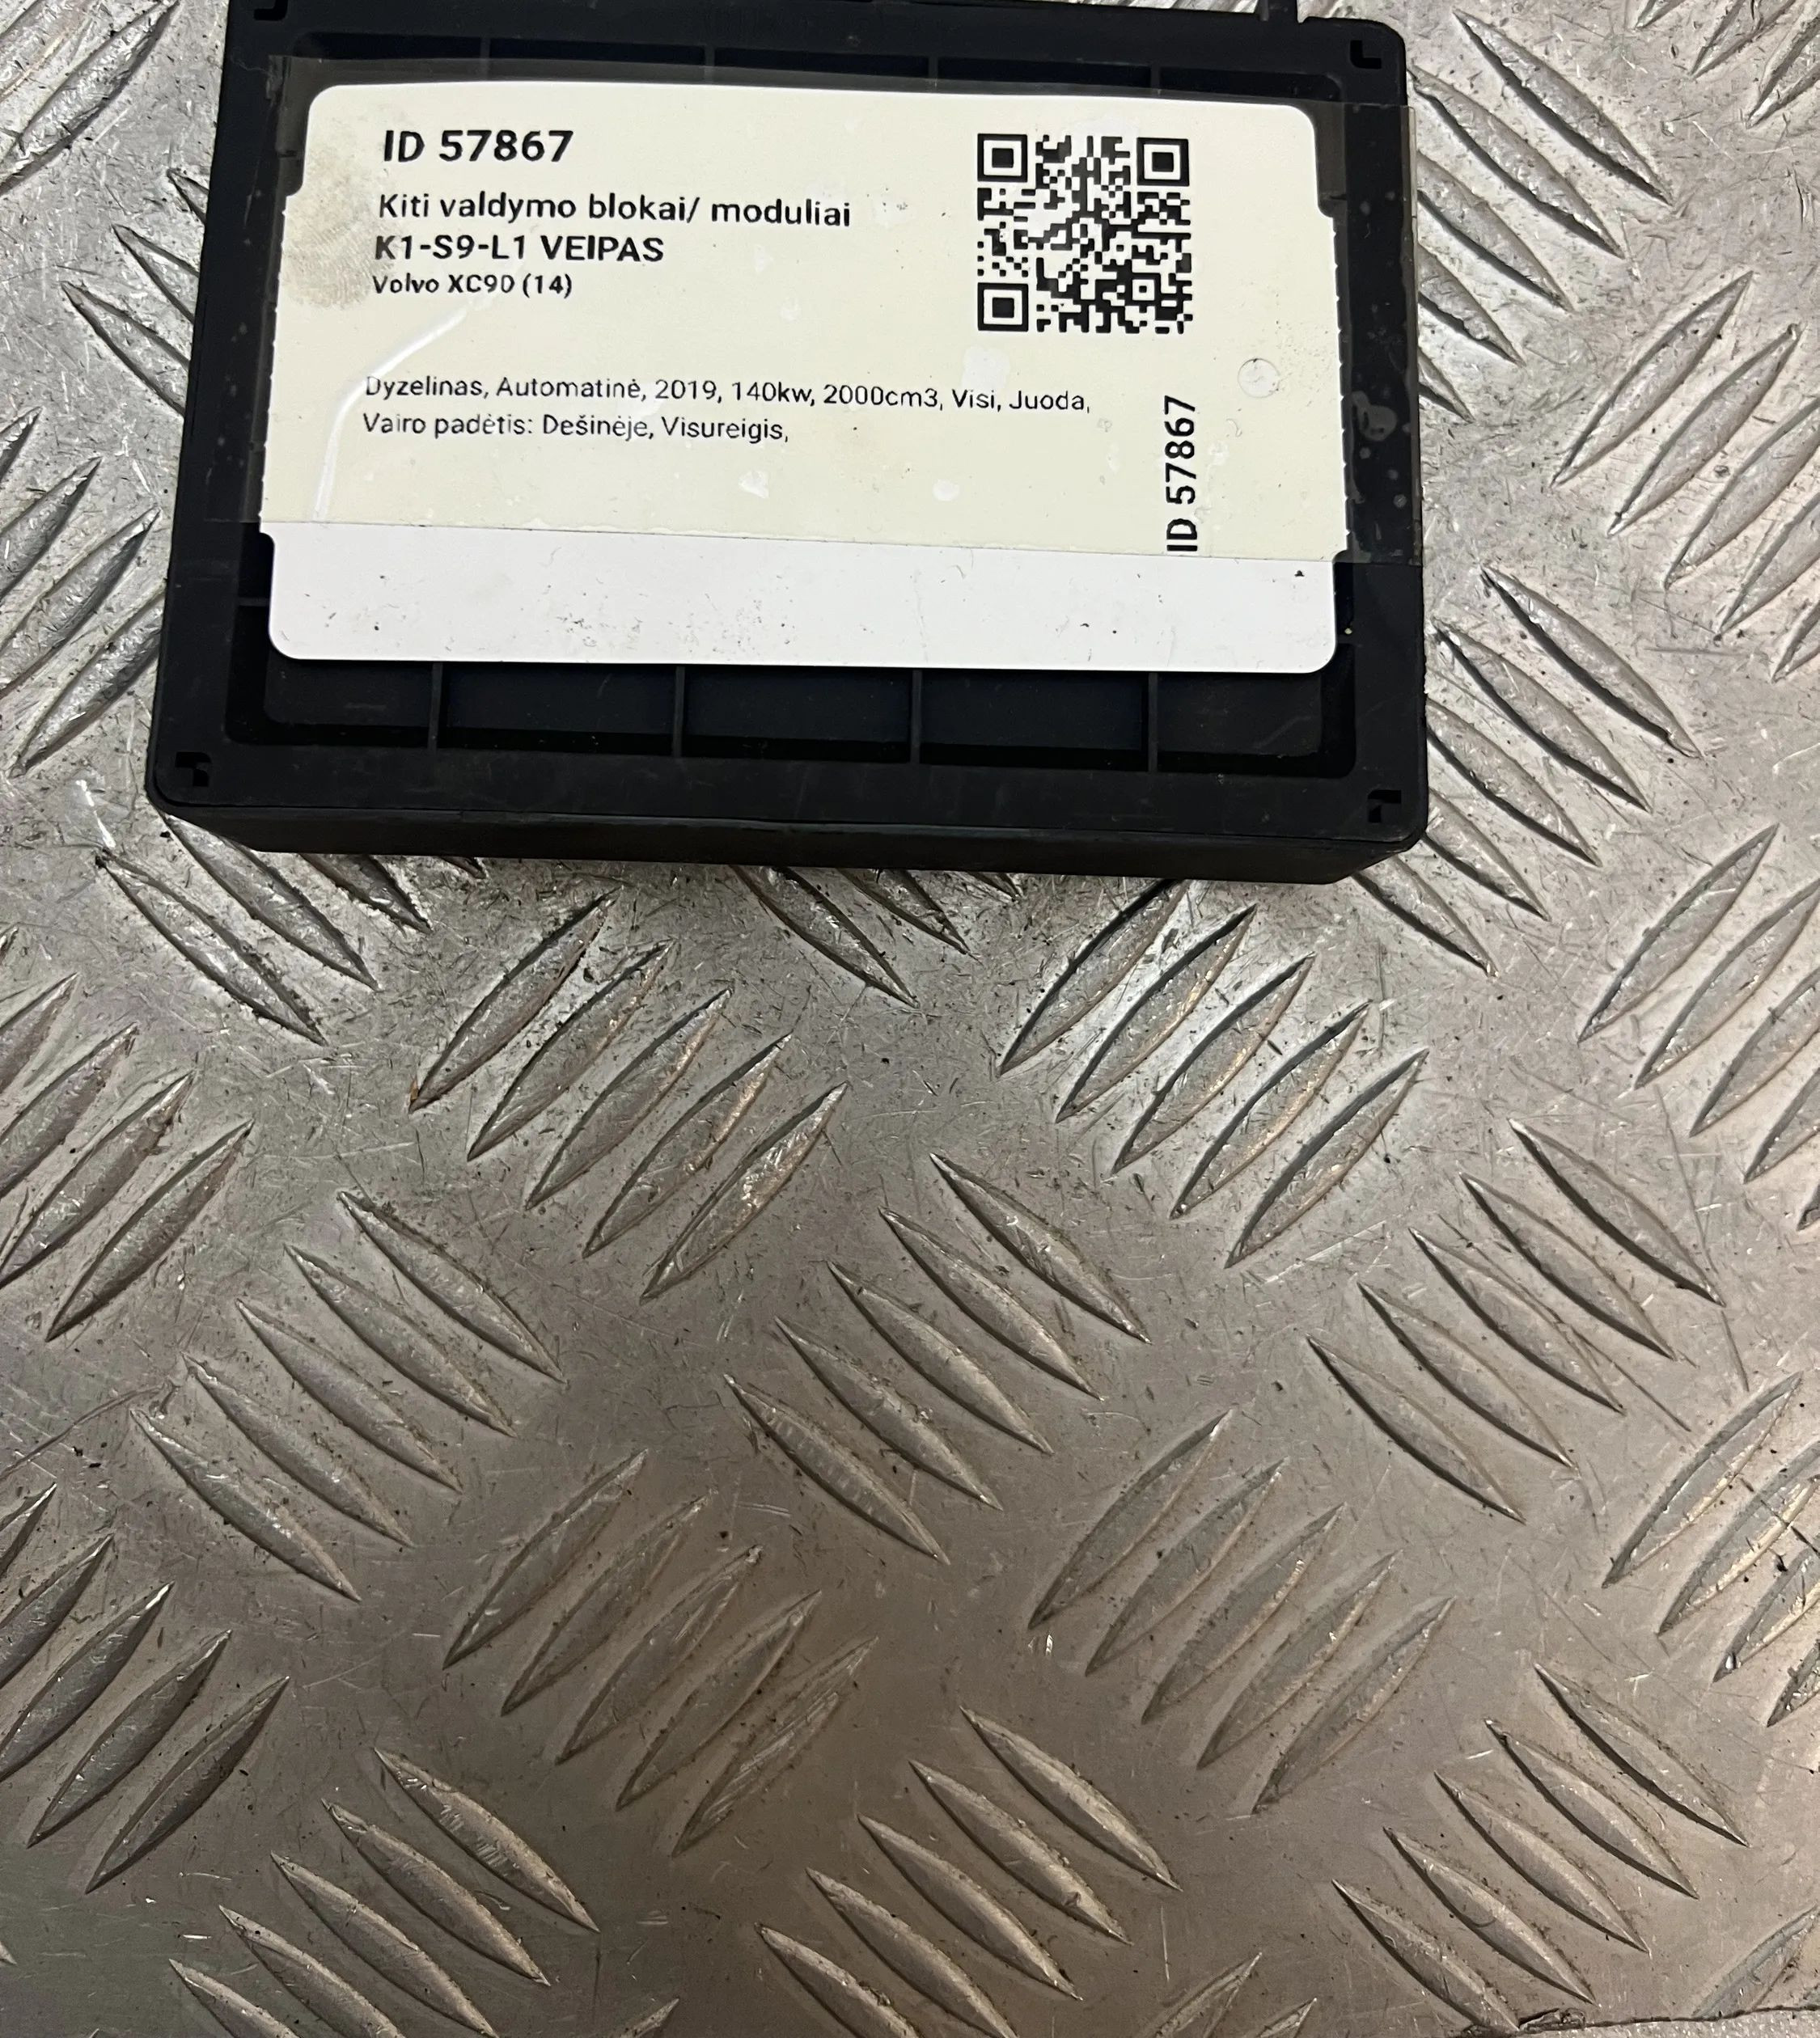 ID 57867
Kiti valdymo blokai/ moduliai
K1-S9-L1 VEIPAS
Volvo XC90 (14)
Dyzelinas, Automatinė, 2019, 140kw, 2000cm3, Visi, Juoda,
Vairo padėtis: Dešinėje, Visureigis,
ID 57867